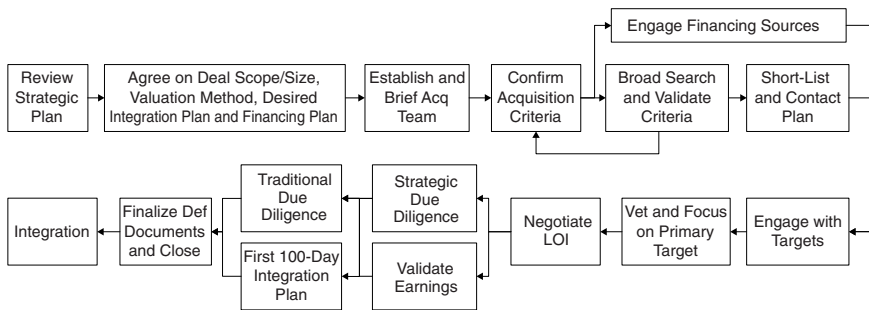 Engage Financing Sources
Review
Strategic
Plan
Agree on Deal Scope/Size,
Valuation Method, Desired
Integration Plan and Financing Plan
Establish and
Brief Acq
Team
Confirm
Acquisition
Criteria
Broad Search
and Validate
Criteria
Short-List
and Contact
Plan
Engage with
Targets
Vet and Focus
on Primary
Target
Negotiate
LOI
Strategic
Due
Diligence
Validate
Earnings
Traditional
Due
Diligence
First 100-Day
Integration
Plan
Finalize Def
Documents
and Close
Integration